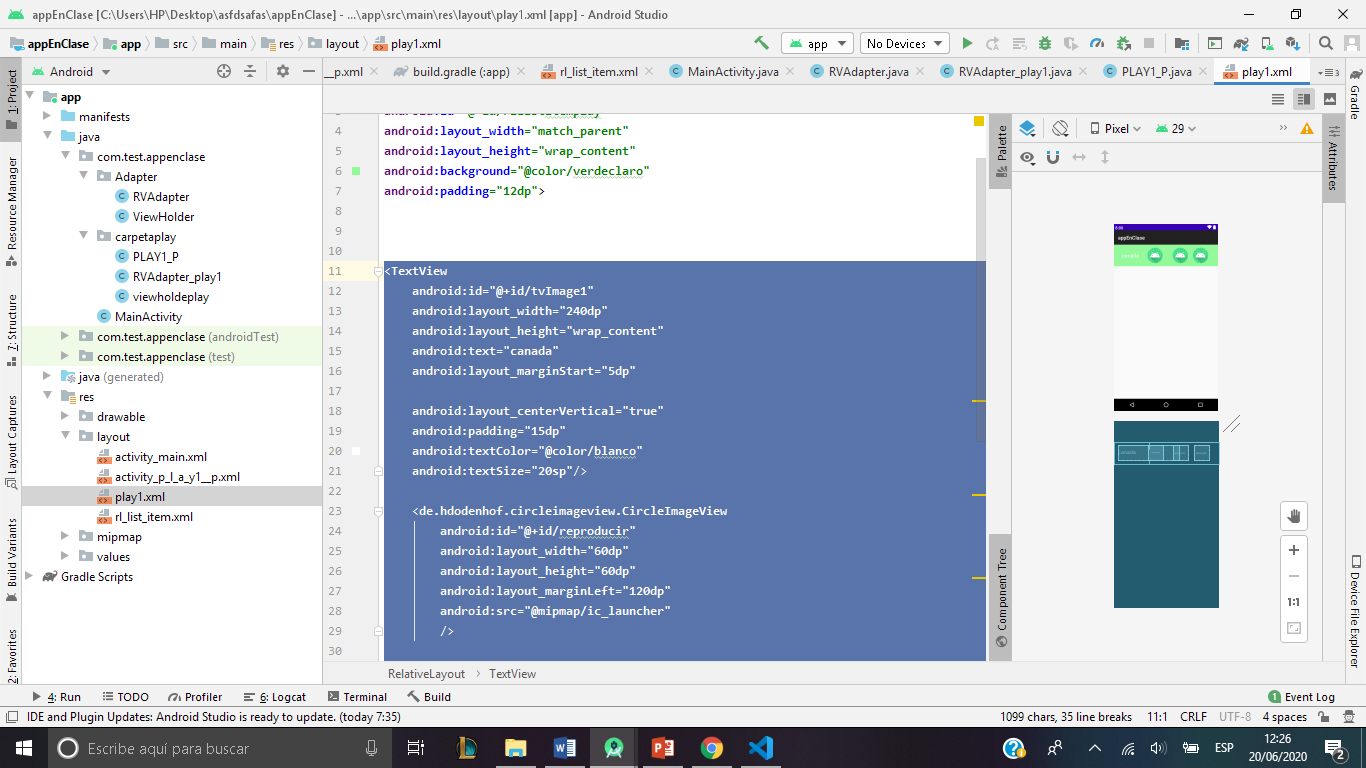 appEnClase [C:\Users\HP\Desktop\asfdsafas\appEnClase] - ...\app\src\main\res\layout\play1.xml [app] - Android Studio
appEnClase app src main res layout play1.xml app No Devices
1: Project
Resource Manager
7: Structure
Layout Captures
Build Variants
2: Favorites
Android
app
manifests
java
com.test.appenclase
Adapter
RVAdapter
ViewHolder
carpetaplay
PLAY1_P
RVAdapter_play1
viewholdeplay
MainActivity
com.test.appenclase (androidTest)
com.test.appenclase (test)
java (generated)
res
drawable
layout
activity_main.xml
activity_p_l_a_y1__p.xml
play1.xml
rl_list_item.xml
mipmap
values
Gradle Scripts
__p.xml build.gradle (:app) rl_list_item.xml MainActivity.java RVAdapter.java RVAdapter_play1.java PLAY1_P.java play1.xml 3
4 android:layout_width="match_parent"
5 android:layout_height="wrap_content"
6 android:background="@color/verdeclaro"
7 android:padding="12dp">
8
9
10
11 <TextView
12 android:id="@+id/tvImage1"
13 android:layout_width="240dp"
14 android:layout_height="wrap_content"
15 android:text="canada"
16 android:layout_marginStart="5dp"
17
18 android:layout_centerVertical="true"
19 android:padding="15dp"
20 android:textColor="@color/blanco"
21 android:textSize="20sp"/>
22
23 <de.hdodenhof.circleimageview.CircleImageView
24 android:id="@+id/reproducir"
25 android:layout_width="60dp"
26 android:layout_height="60dp"
27 android:layout_marginLeft="120dp"
28 android:src="@mipmap/ic_launcher"
29 />
30
RelativeLayout TextView
Palette
Component Tree
Pixel 29
appEnClase
1:1
Gradle
Attributes
Device File Explorer
4: Run TODO Profiler 6: Logcat Terminal Build 1 Event Log
IDE and Plugin Updates: Android Studio is ready to update. (today 7:35) 1099 chars, 35 line breaks 11:1 CRLF UTF-8 4 spaces
Escribe aquí para buscar
ESP
12:26
20/06/2020
2